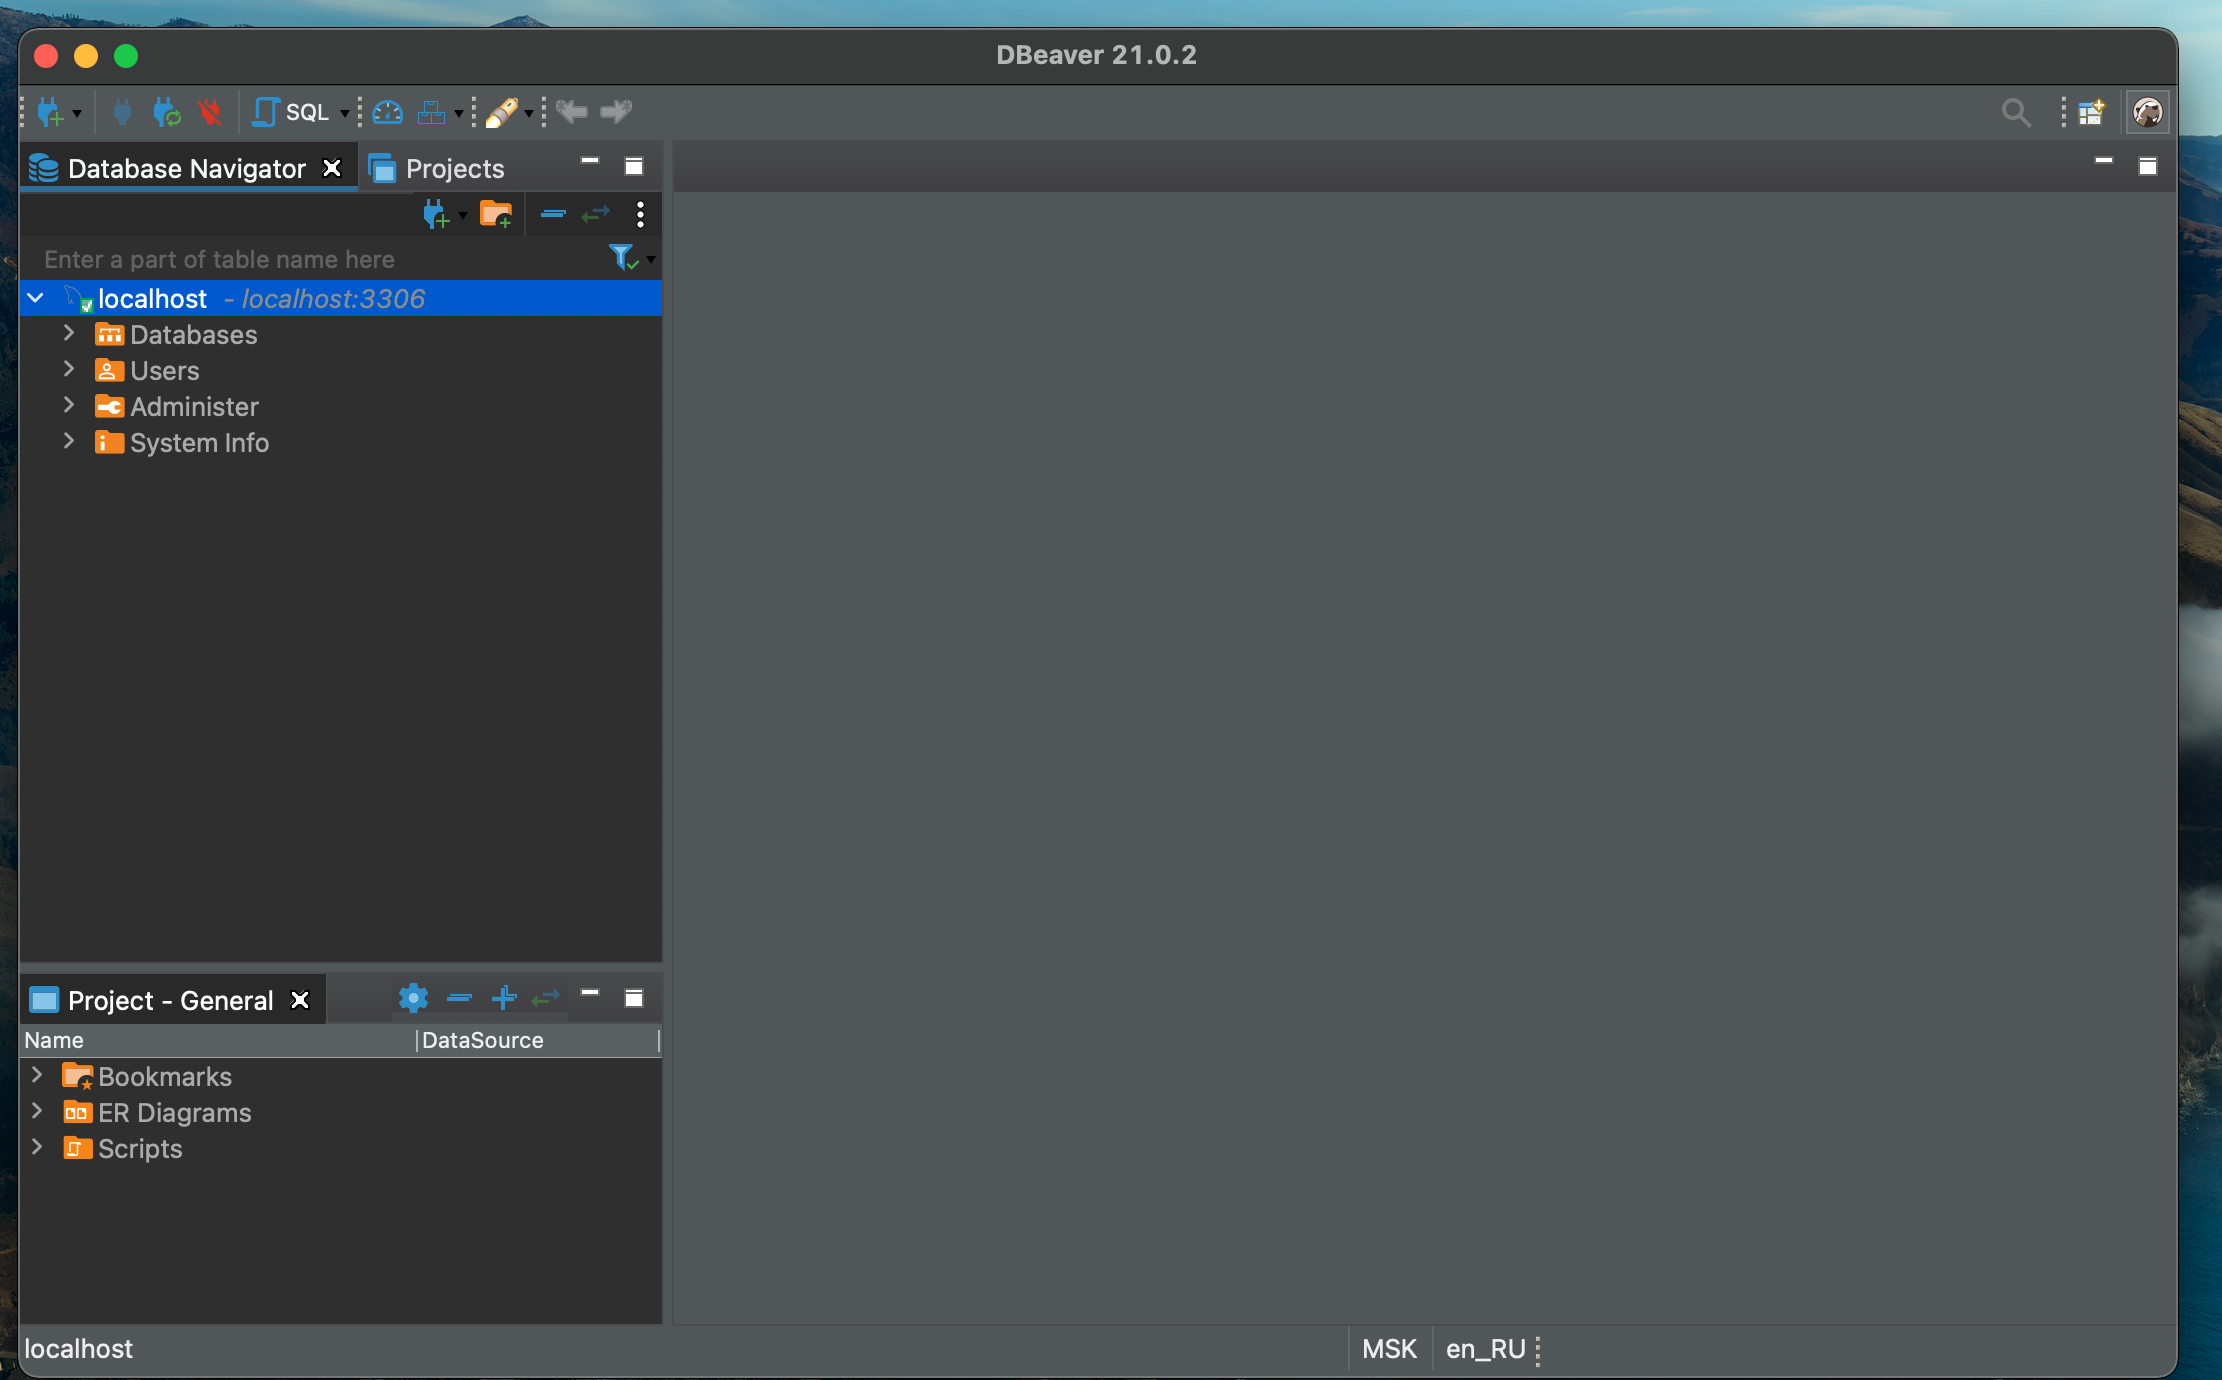 DBeaver 21.0.2
SQL
Database Navigator
Projects
Enter a part of table name here
localhost - localhost:3306
Databases
Users
Administer
System Info
Project - General
Name DataSource
Bookmarks
ER Diagrams
Scripts
localhost MSK en_RU